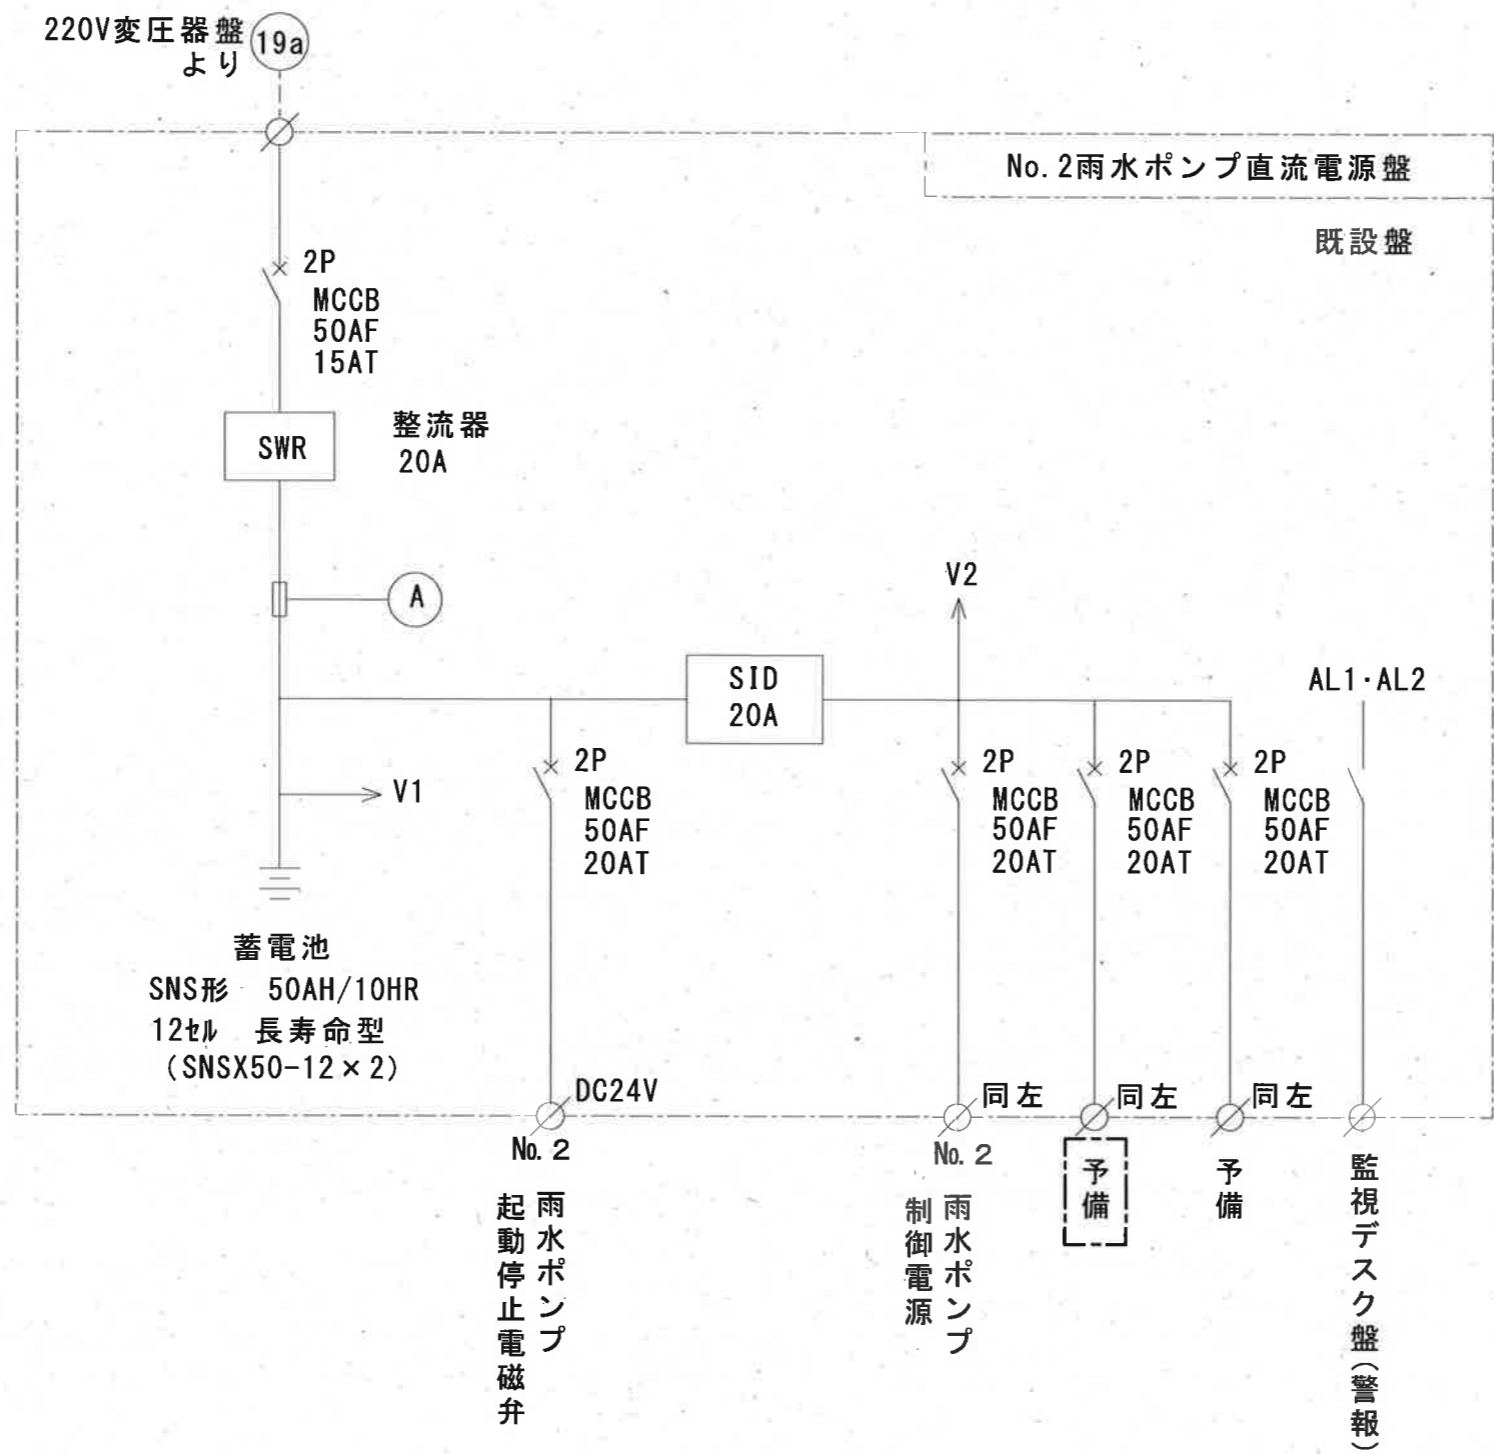 220V変圧器盤
より
19a
No.2雨水ポンプ直流電源盤
既設盤
2P
MCCB
50AF
15AT
SWR
整流器
20A
A
V2
SID
20A
AL1・AL2
V1
2P
MCCB
50AF
20AT
2P
MCCB
50AF
20AT
2P
MCCB
50AF
20AT
2P
MCCB
50AF
20AT
蓄電池
SNS形 50AH/10HR
12ｾﾙ 長寿命型
(SNSX50-12×2)
DC24V
同左
同左
同左
No.2
雨水ポンプ
起動停止電磁弁
No.2
雨水ポンプ
制御電源
予備
予備
監視デスク盤(警報)